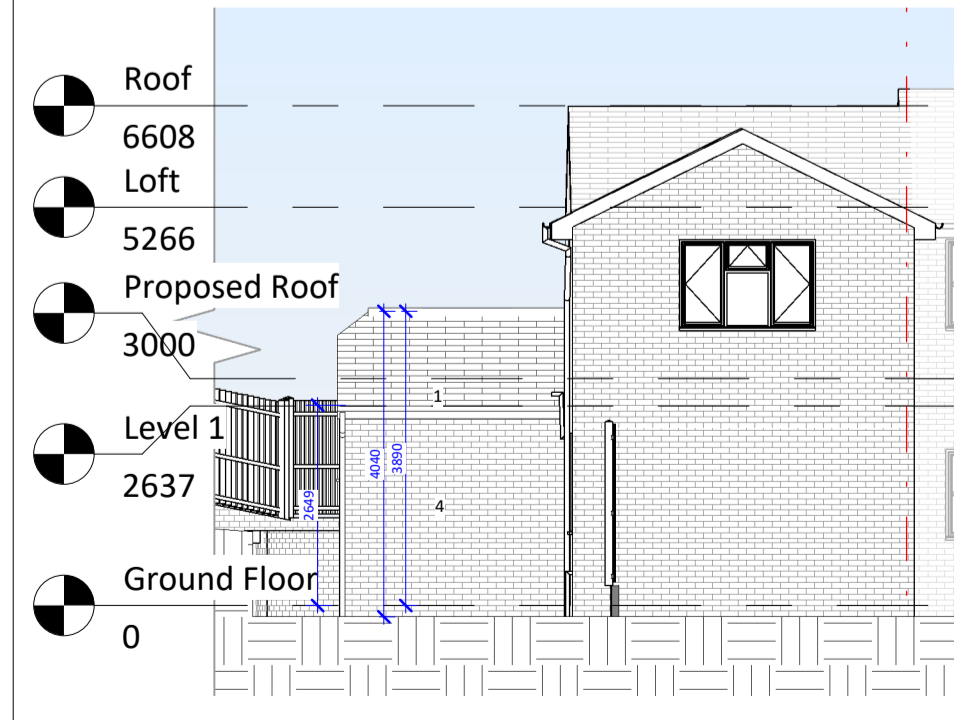 Roof
6608
Loft
5266
Proposed Roof
3000
Level 1
2637
Ground Floor
0
1
4
2649
4040
3890